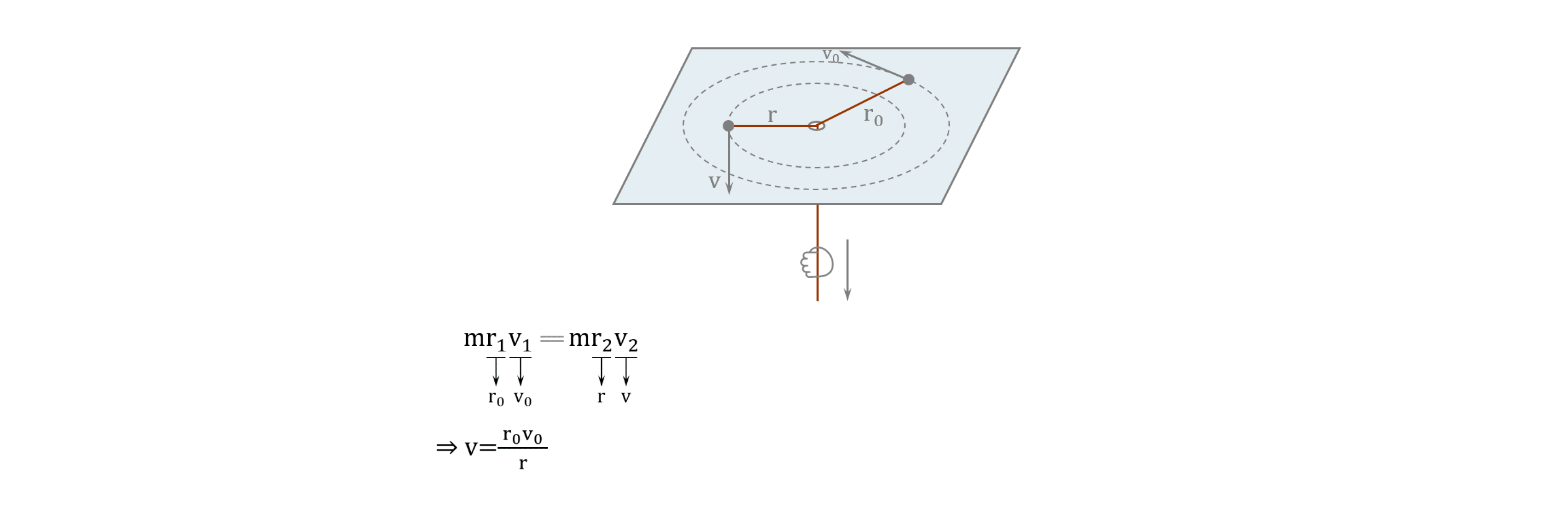 v₀
r
r₀
v
mr₁v₁ = mr₂v₂
r₀ v₀ r v
⇒ v=r₀v₀/r